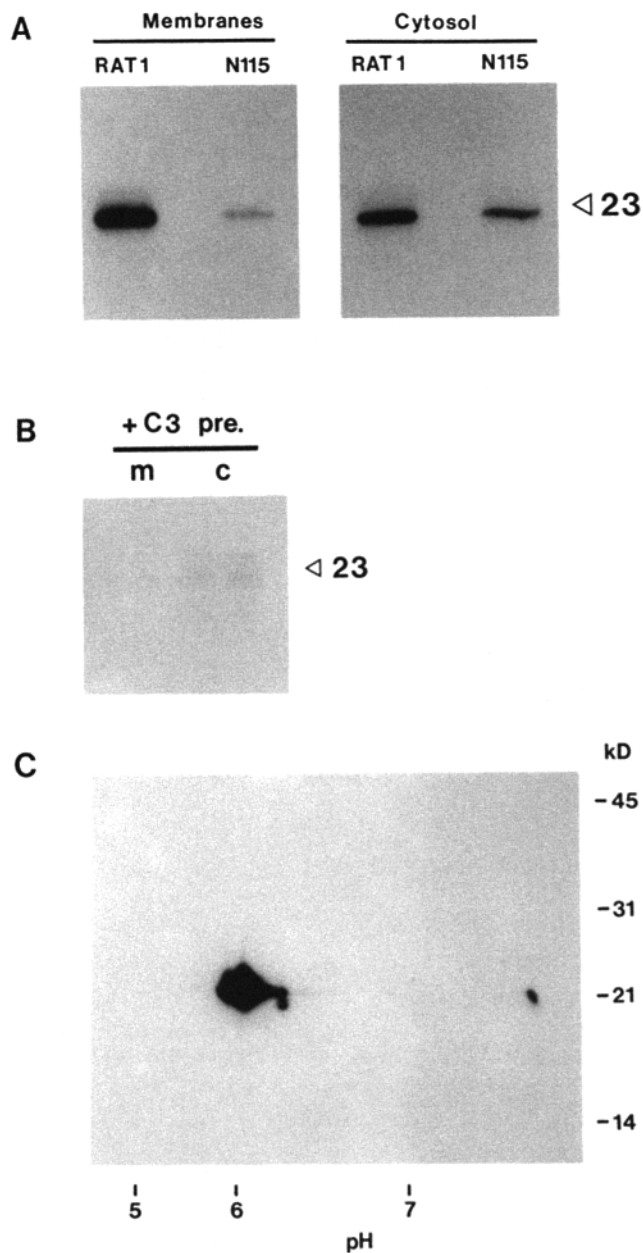 A
Membranes Cytosol
RAT1 N115 RAT1 N115
◁ 23
B
+ C3 pre.
m c
◁ 23
C
kD
-45
-31
-21
-14
5 6 7
pH